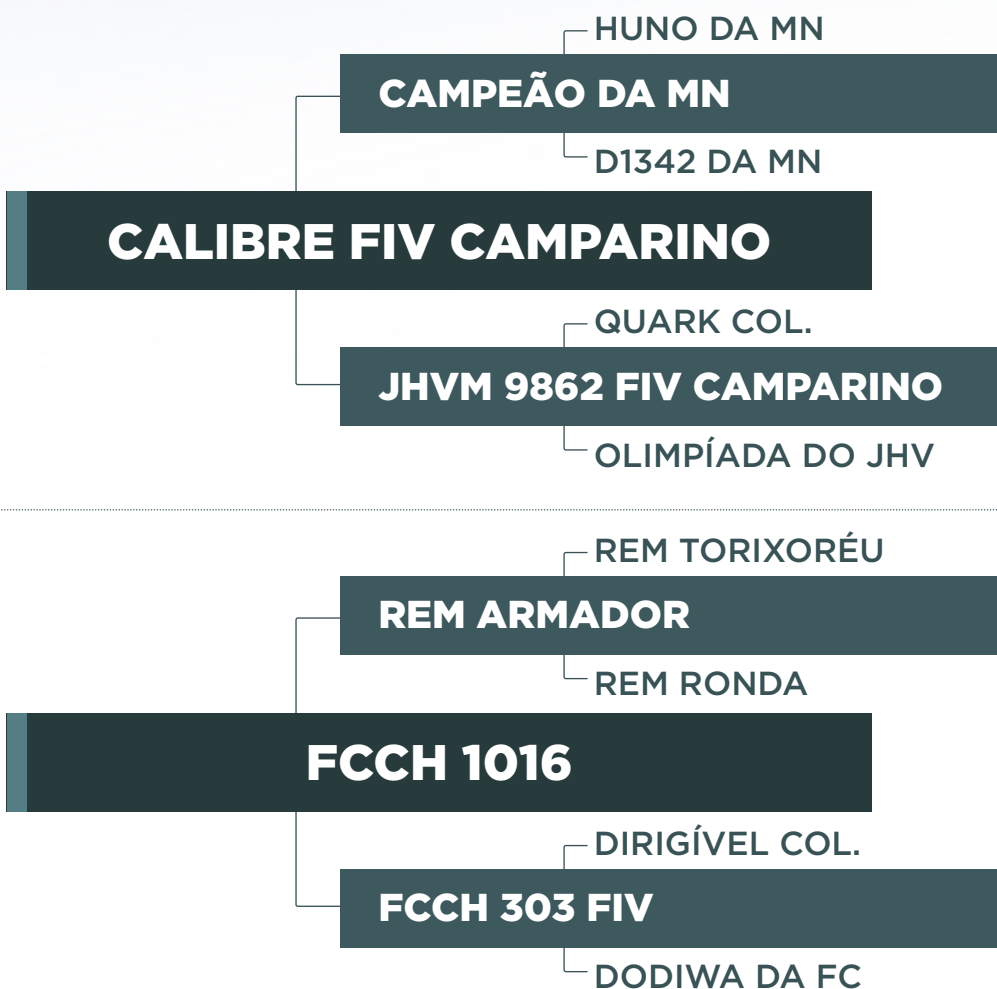 HUNO DA MN
CAMPEÃO DA MN
D1342 DA MN
CALIBRE FIV CAMPARINO
QUARK COL.
JHVM 9862 FIV CAMPARINO
OLIMPÍADA DO JHV
REM TORIXORÉU
REM ARMADOR
REM RONDA
FCCH 1016
DIRIGÍVEL COL.
FCCH 303 FIV
DODIWA DA FC